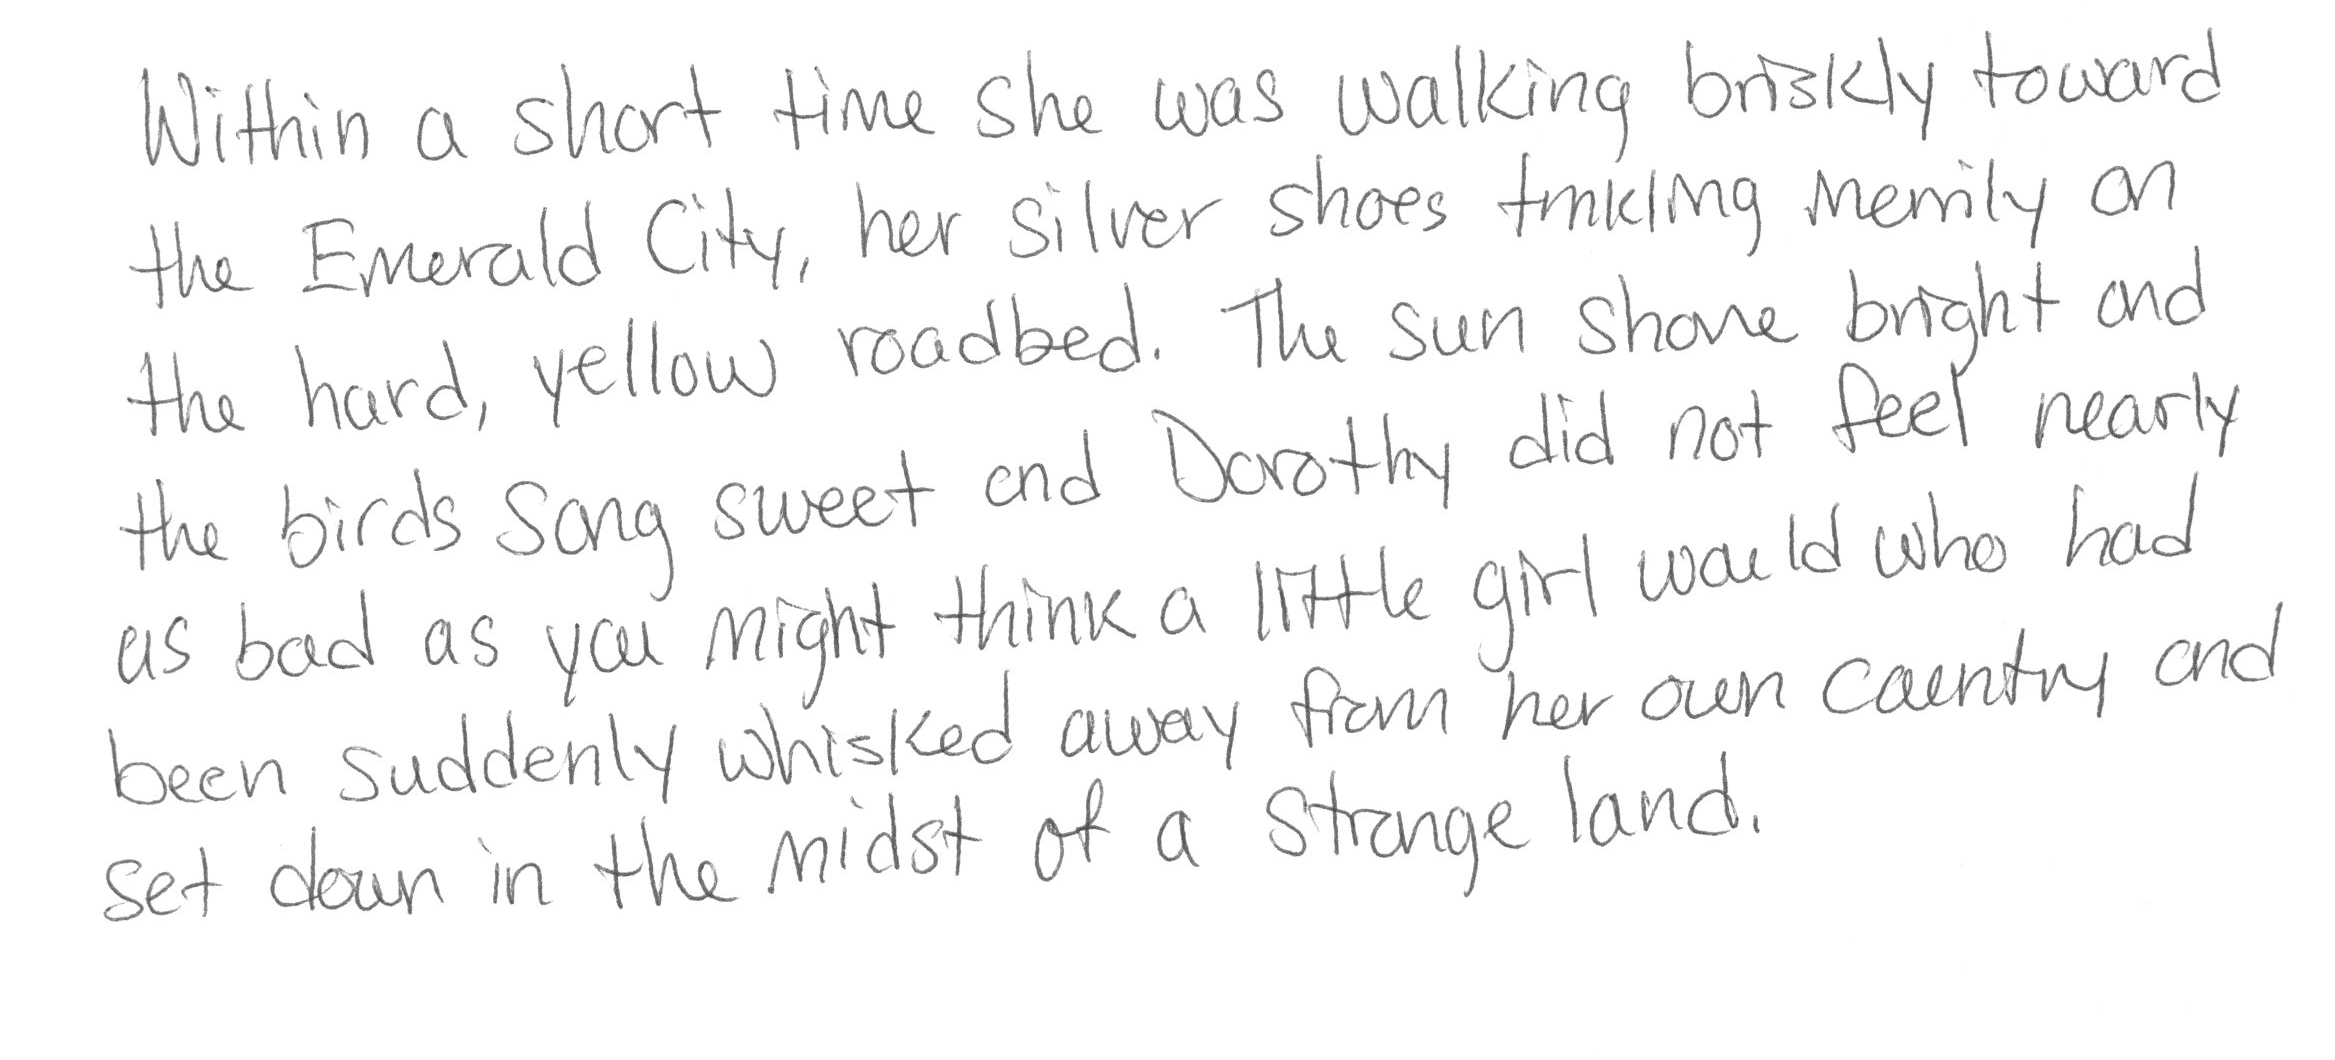 Within a short time she was walking briskly toward
the Emerald City, her silver shoes tinkling merrily on
the hard, yellow roadbed. The sun shone bright and
the birds sang sweet and Dorothy did not feel nearly
as bad as you might think a little girl would who had
been suddenly whisked away from her own country and
set down in the midst of a strange land.